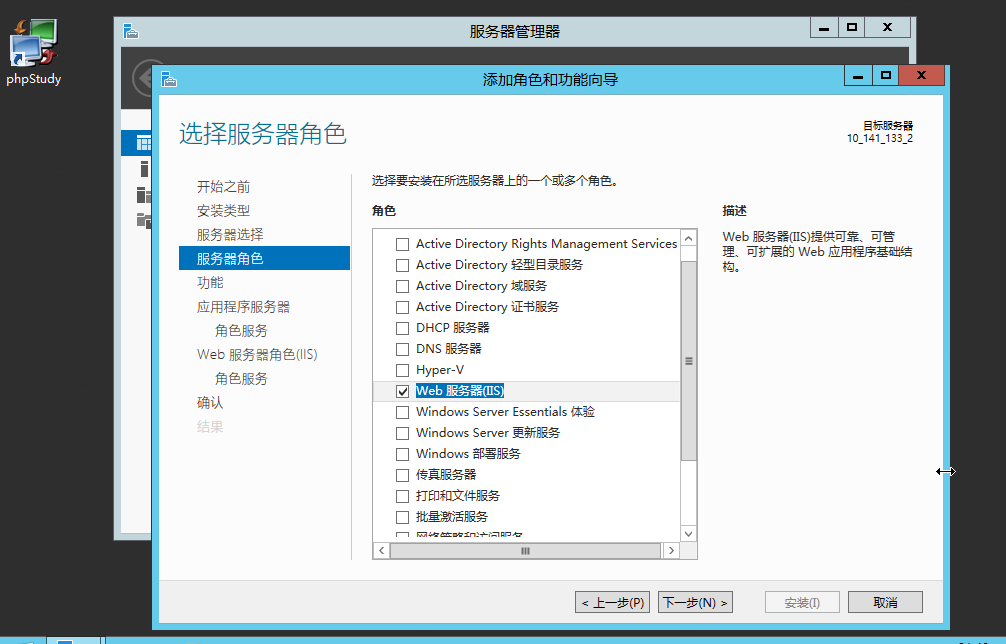 phpStudy
服务器管理器
添加角色和功能向导
选择服务器角色
目标服务器
10_141_133_2
开始之前
安装类型
服务器选择
服务器角色
功能
应用程序服务器
角色服务
Web 服务器角色(IIS)
角色服务
确认
结果
选择要安装在所选服务器上的一个或多个角色。
角色
Active Directory Rights Management Services
Active Directory 轻型目录服务
Active Directory 域服务
Active Directory 证书服务
DHCP 服务器
DNS 服务器
Hyper-V
Web 服务器(IIS)
Windows Server Essentials 体验
Windows Server 更新服务
Windows 部署服务
传真服务器
打印和文件服务
批量激活服务
网络策略和访问服务
描述
Web 服务器(IIS)提供可靠、可管
理、可扩展的 Web 应用程序基础结
构。
< 上一步(P)
下一步(N) >
安装(I)
取消